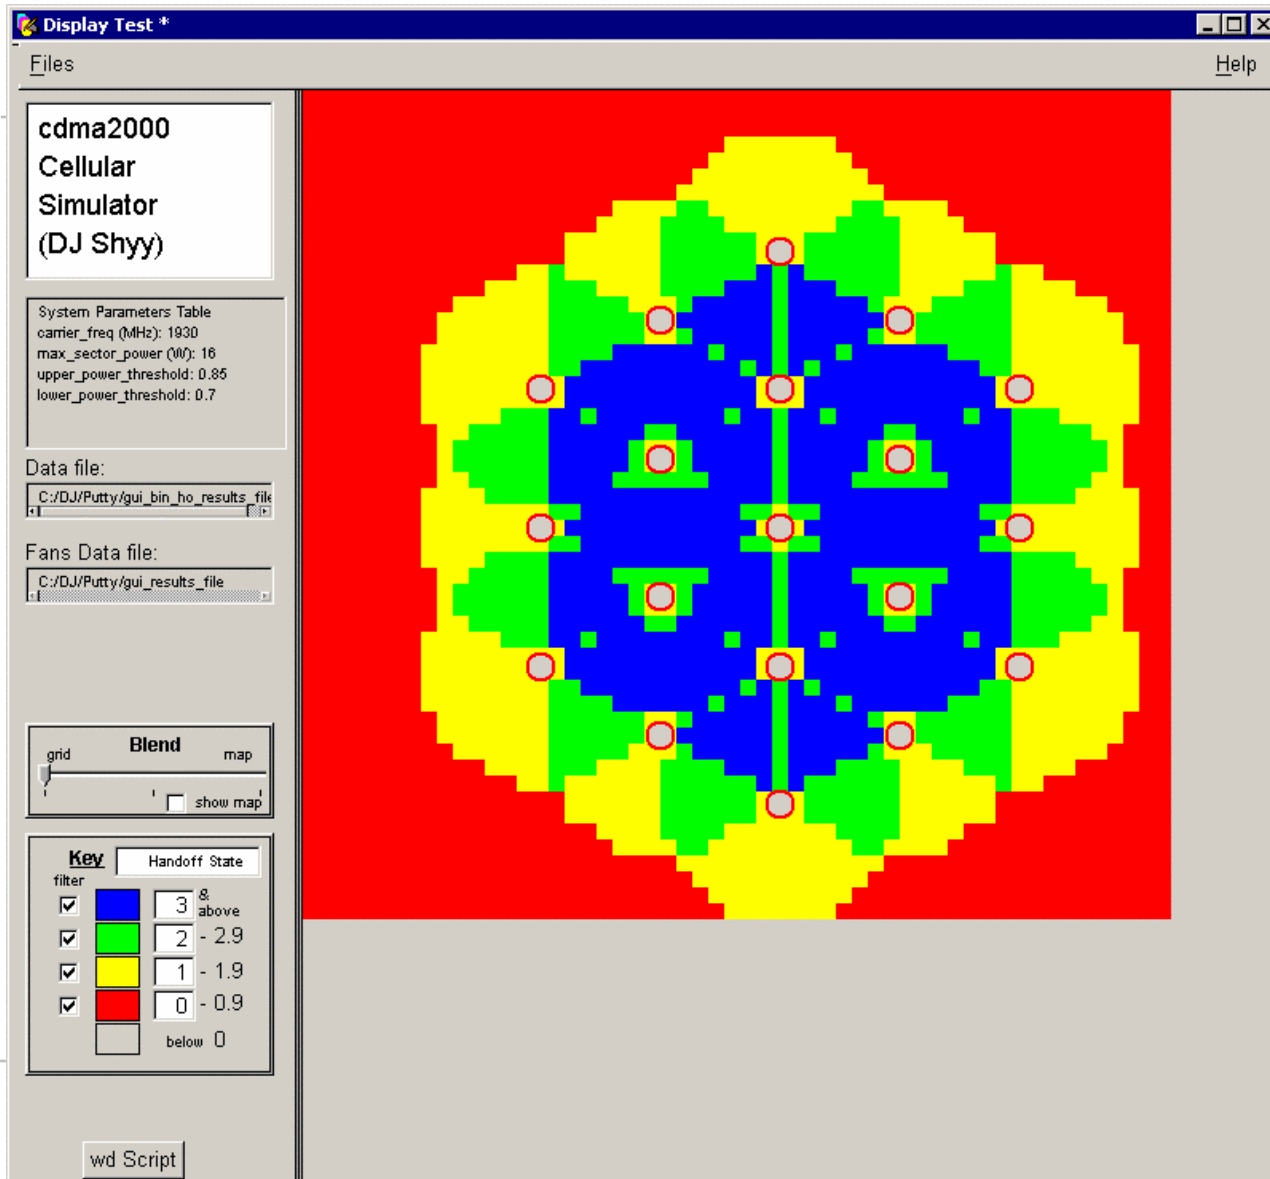 Display Test *
Files
Help
cdma2000
Cellular
Simulator
(DJ Shyy)
System Parameters Table
carrier_freq (MHz): 1930
max_sector_power (W): 16
upper_power_threshold: 0.85
lower_power_threshold: 0.7
Data file:
C:/DJ/Putty/gui_bin_ho_results_file
Fans Data file:
C:/DJ/Putty/gui_results_file
Blend
grid map
show map
Key Handoff State
filter
3 & above
2 - 2.9
1 - 1.9
0 - 0.9
below 0
wd Script